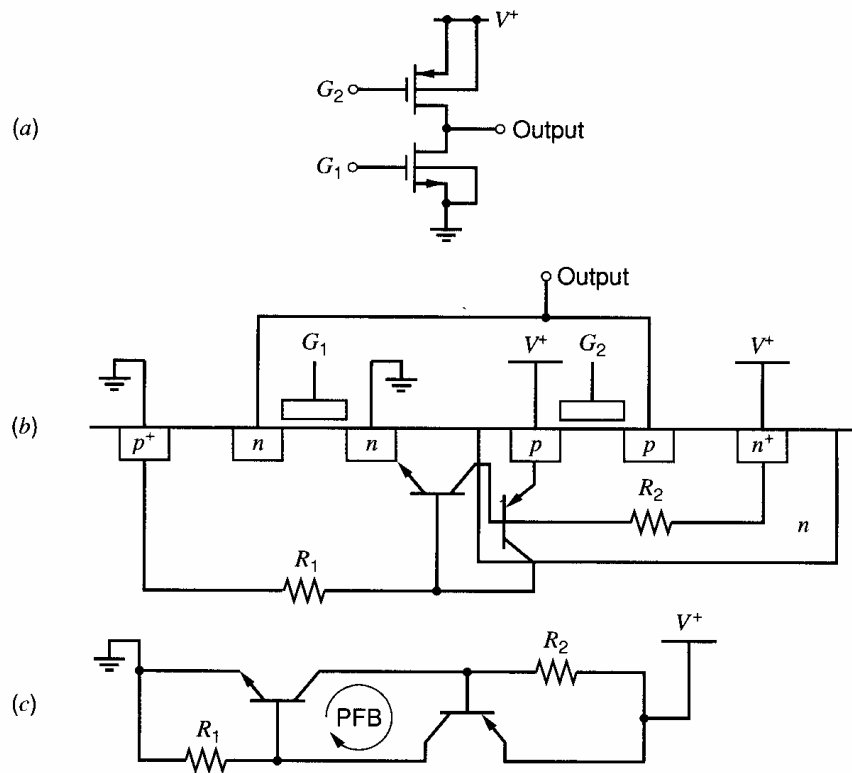 V⁺
G₂
(a)
Output
G₁
Output
G₁
V⁺
G₂
V⁺
(b)
p⁺
n
n
p
p
n⁺
R₂
n
R₁
R₂
V⁺
(c)
PFB
R₁